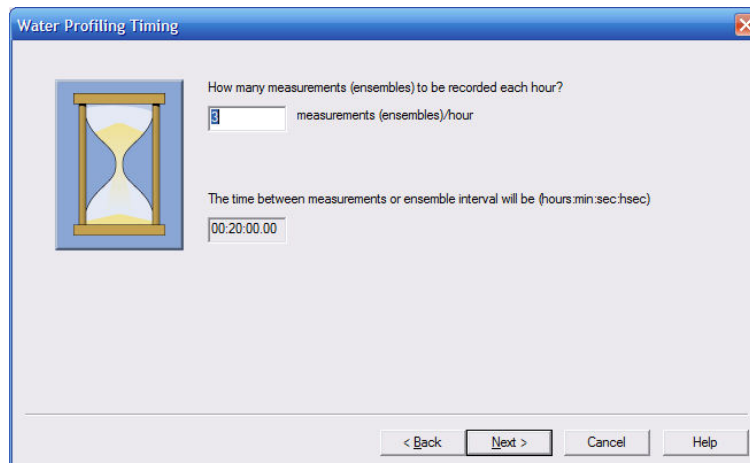 Water Profiling Timing
How many measurements (ensembles) to be recorded each hour?
3 measurements (ensembles)/hour
The time between measurements or ensemble interval will be (hours:min:sec:hsec)
00:20:00.00
< Back Next > Cancel Help